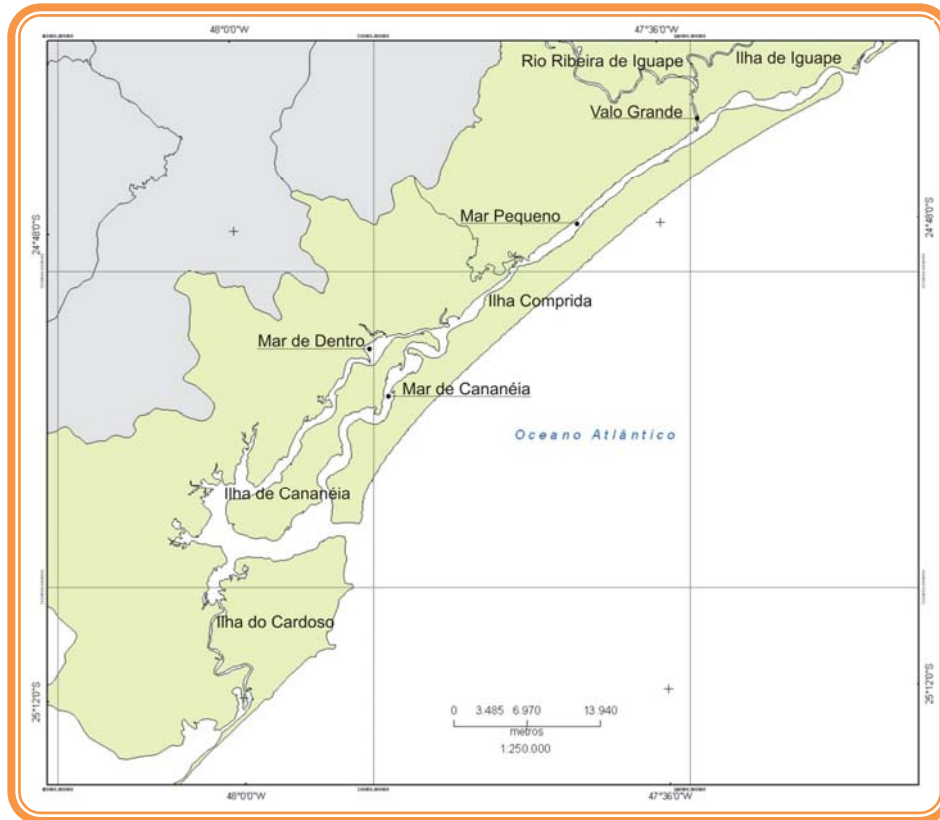 48°0'0"W
47°36'0"W
Rio Ribeira de Iguape
Ilha de Iguape
Valo Grande
Mar Pequeno
24°48'0"S
24°48'0"S
Ilha Comprida
Mar de Dentro
Mar de Cananéia
Oceano Atlântico
Ilha de Cananéia
Ilha do Cardoso
25°12'0"S
25°12'0"S
0 3.485 6 970 13.940
metros
1:250.000
48°0'0"W
47°36'0"W